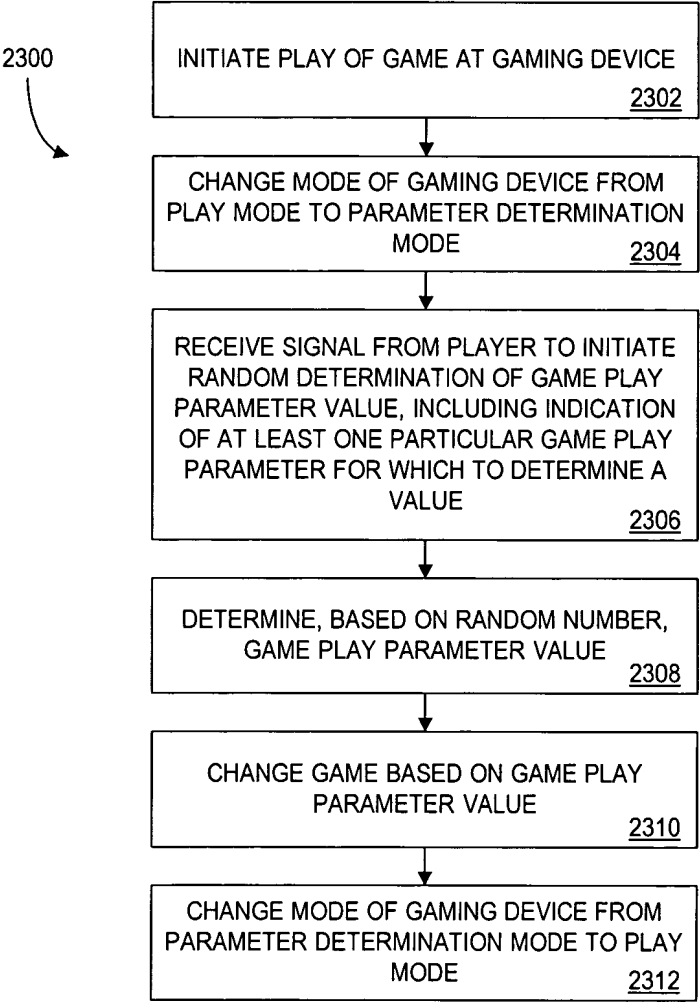 2300
INITIATE PLAY OF GAME AT GAMING DEVICE
2302
CHANGE MODE OF GAMING DEVICE FROM
PLAY MODE TO PARAMETER DETERMINATION
MODE
2304
RECEIVE SIGNAL FROM PLAYER TO INITIATE
RANDOM DETERMINATION OF GAME PLAY
PARAMETER VALUE, INCLUDING INDICATION
OF AT LEAST ONE PARTICULAR GAME PLAY
PARAMETER FOR WHICH TO DETERMINE A
VALUE
2306
DETERMINE, BASED ON RANDOM NUMBER,
GAME PLAY PARAMETER VALUE
2308
CHANGE GAME BASED ON GAME PLAY
PARAMETER VALUE
2310
CHANGE MODE OF GAMING DEVICE FROM
PARAMETER DETERMINATION MODE TO PLAY
MODE
2312